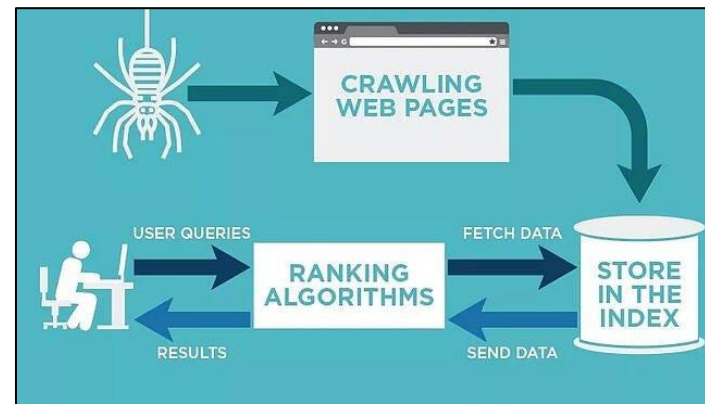 CRAWLING
WEB PAGES
USER QUERIES
FETCH DATA
RANKING
ALGORITHMS
STORE
IN THE
INDEX
RESULTS
SEND DATA